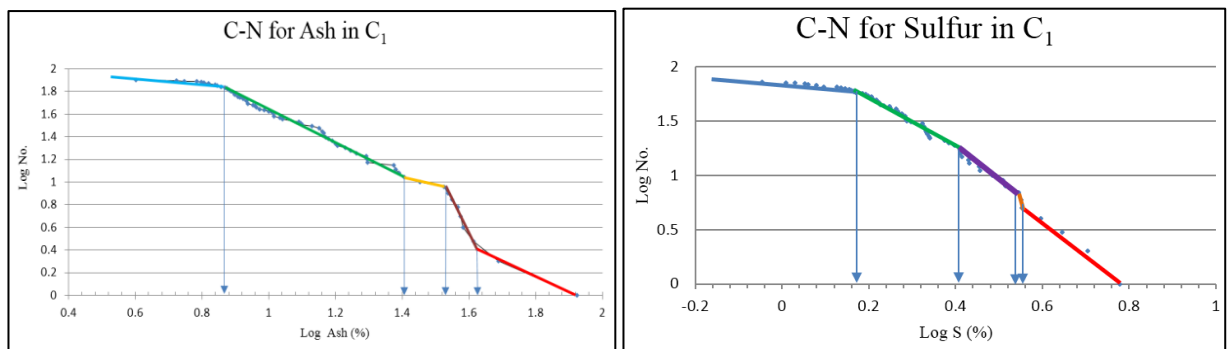 C-N for Ash in C1
2
1.8
1.6
1.4
1.2
1
0.8
0.6
0.4
0.2
0
Log No.
0.4 0.6 0.8 1 1.2 1.4 1.6 1.8 2
Log Ash (%)
C-N for Sulfur in C1
2
1.5
1
0.5
0
Log No.
-0.2 0 0.2 0.4 0.6 0.8 1
Log S (%)